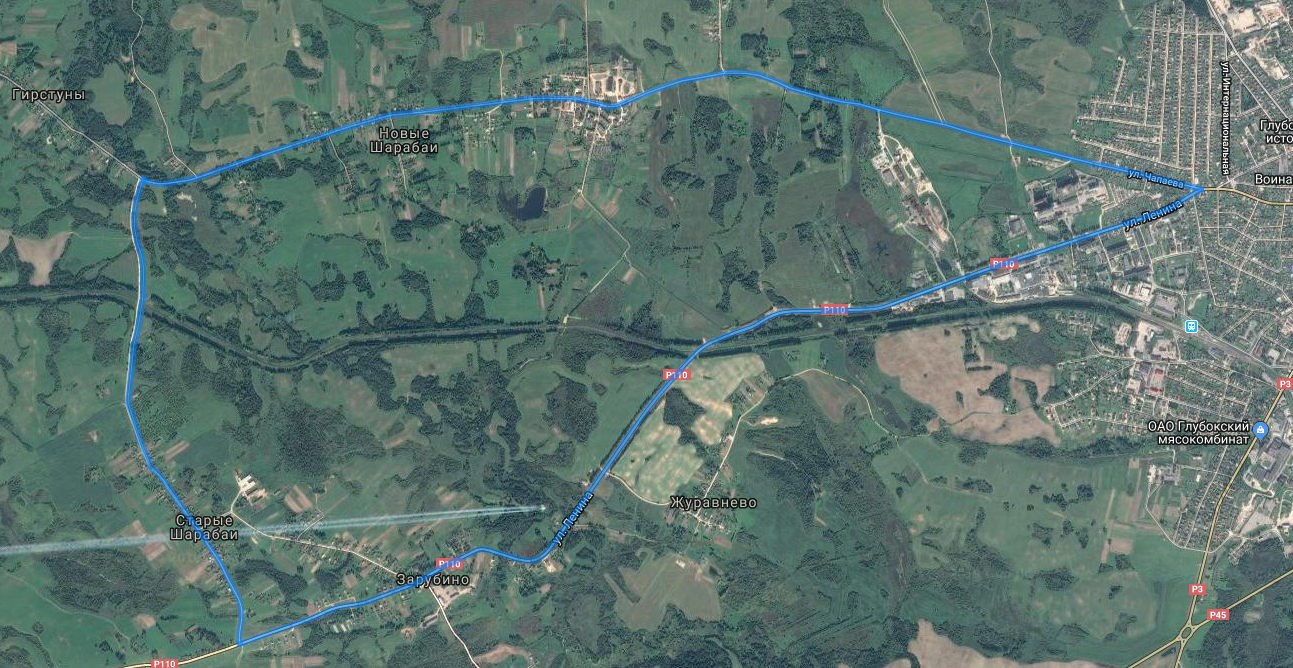 Гирстуны
Новые
Шарабаи
ул. Интернациональная
Глубо
исто
Воина
ул. Чапаева
ул. Ленина
Р110
Р110
Р110
Р3
ОАО Глубокский
мясокомбинат
Журавнево
ул. Ленина
Старые
Шарабаи
Р110
Зарубино
Р3
Р45
Р110